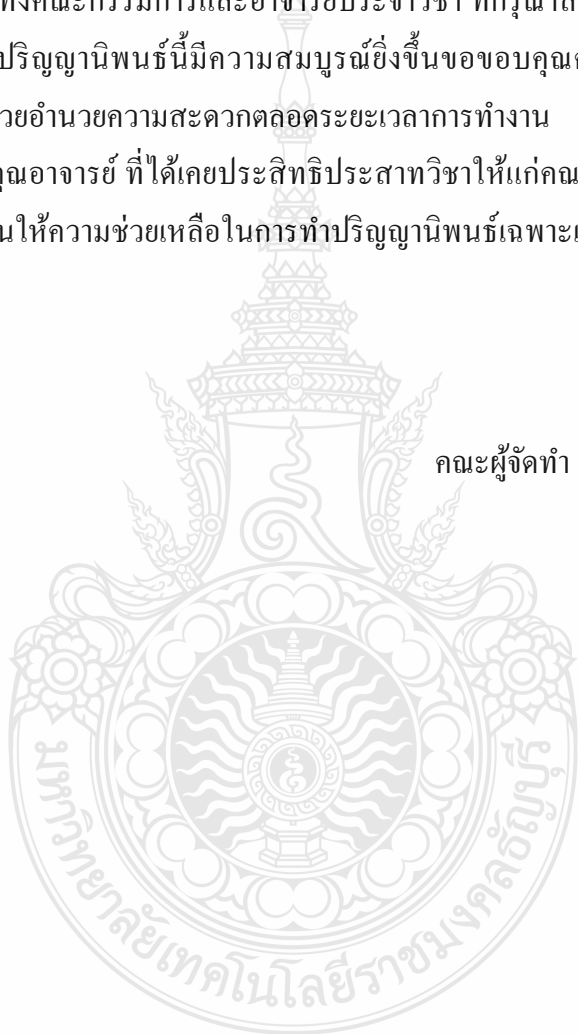 ทั้งคณะกรรมการและอาจารย์ประจำวิชา ที่กรุณาส
ปริญญานิพนธ์นี้มีความสมบูรณ์ยิ่งขึ้นขอขอบคุณค
วยอำนวยความสะดวกตลอดระยะเวลาการทำงาน
คุณอาจารย์ ที่ได้เคยประสิทธิประสาทวิชาให้แก่คณ
นให้ความช่วยเหลือในการทำปริญญานิพนธ์เฉพาะ
คณะผู้จัดทำ
มหาวิทยาลัยเทคโนโลยีราชมงคลธัญบุรี